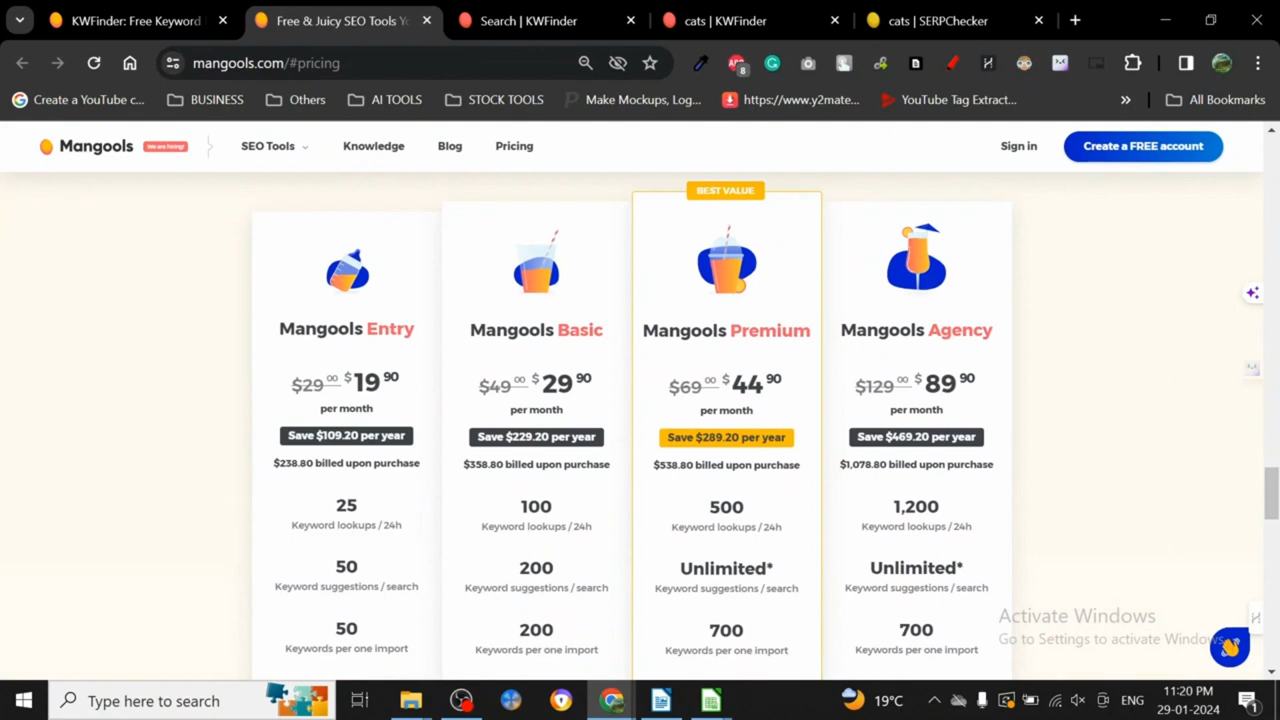 KWFinder: Free Keyword
Free & Juicy SEO Tools Yo
Search | KWFinder
cats | KWFinder
cats | SERPChecker
mangools.com/#pricing
8
Create a YouTube c...
BUSINESS
Others
AI TOOLS
STOCK TOOLS
Make Mockups, Log...
https://www.y2mate...
YouTube Tag Extract...
All Bookmarks
Mangools
We are hiring!
SEO Tools
Knowledge
Blog
Pricing
Sign in
Create a FREE account
BEST VALUE
Mangools Entry
$29 00 $ 19 90
per month
Save $109.20 per year
$238.80 billed upon purchase
25
Keyword lookups / 24h
50
Keyword suggestions / search
50
Keywords per one import
Mangools Basic
$49 00 $ 29 90
per month
Save $229.20 per year
$358.80 billed upon purchase
100
Keyword lookups / 24h
200
Keyword suggestions / search
200
Keywords per one import
Mangools Premium
$69 00 $ 44 90
per month
Save $289.20 per year
$538.80 billed upon purchase
500
Keyword lookups / 24h
Unlimited*
Keyword suggestions / search
700
Keywords per one import
Mangools Agency
$129 00 $ 89 90
per month
Save $469.20 per year
$1,078.80 billed upon purchase
1,200
Keyword lookups / 24h
Unlimited*
Keyword suggestions / search
700
Keywords per one import
Activate Windows
Go to Settings to activate Windows.
Type here to search
19°C
ENG
11:20 PM
29-01-2024
1